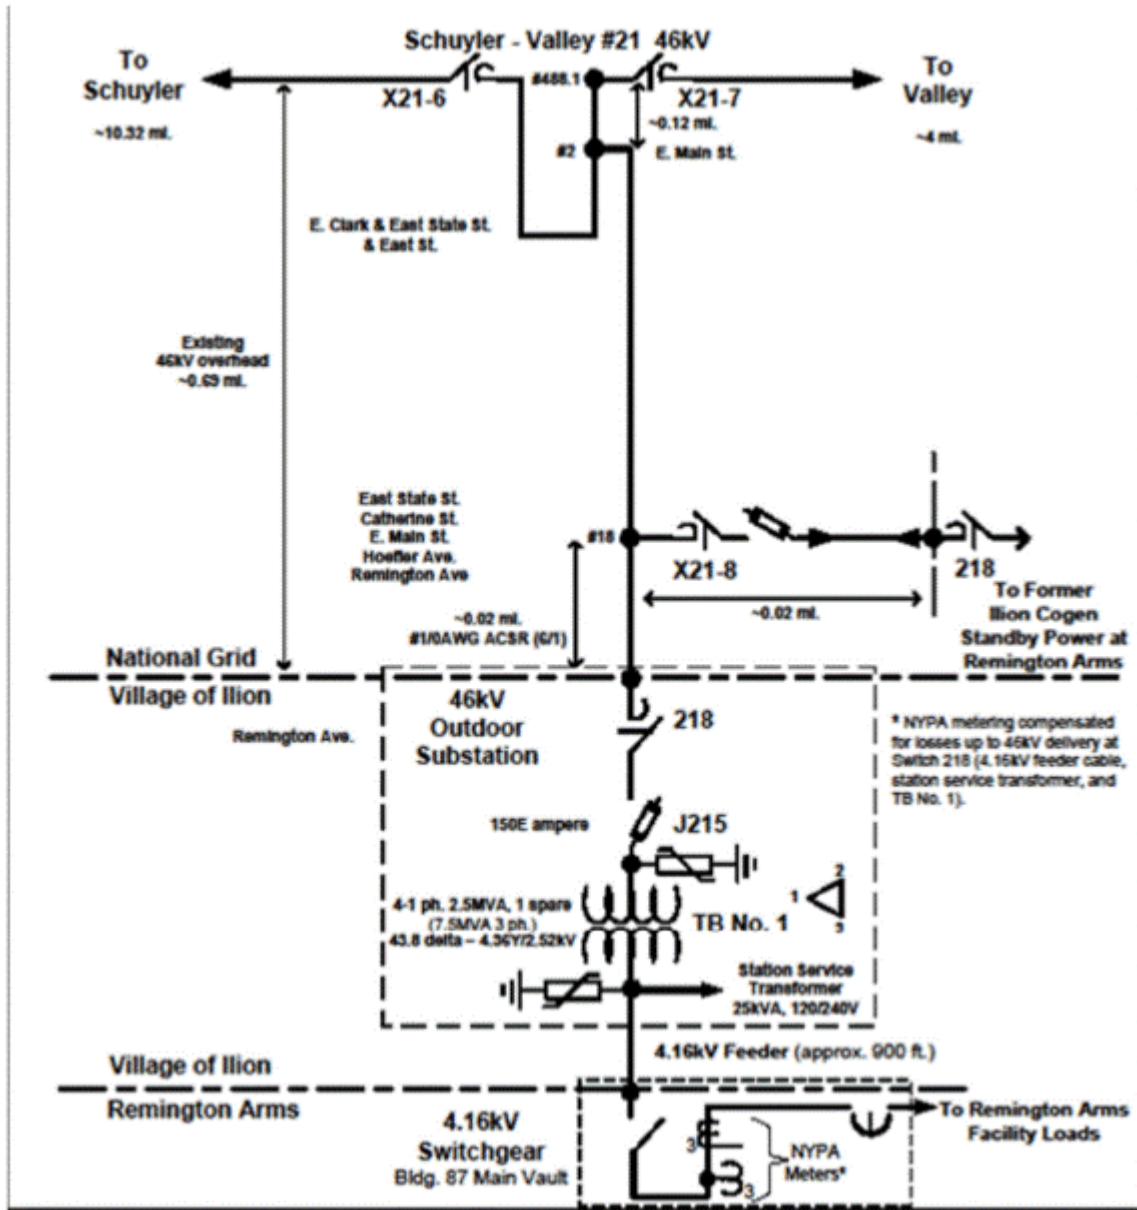 Schuyler - Valley #21 46kV
To
Schuyler
~10.32 mi.
X21-6
#488.1
X21-7
To
Valley
~4 mi.
~0.12 mi.
#2
E. Main St.
E. Clark & East State St.
& East St.
Existing
46kV overhead
~0.69 mi.
East State St.
Catherine St.
E. Main St.
Hoefler Ave.
Remington Ave
#18
X21-8
218
~0.02 mi.
To Former
Ilion Cogen
Standby Power at
Remington Arms
~0.02 mi.
#1/0AWG ACSR (6/1)
National Grid
Village of Ilion
Remington Ave.
46kV
Outdoor
Substation
218
* NYPA metering compensated
for losses up to 46kV delivery at
Switch 218 (4.16kV feeder cable,
station service transformer, and
TB No. 1).
150E ampere
J215
4-1 ph. 2.5MVA, 1 spare
(7.5MVA 3 ph.)
43.8 delta – 4.36Y/2.52kV
TB No. 1
1
2
3
Station Service
Transformer
25kVA, 120/240V
4.16kV Feeder (approx. 900 ft.)
Village of Ilion
Remington Arms
4.16kV
Switchgear
Bldg. 87 Main Vault
3
3
NYPA
Meters*
To Remington Arms
Facility Loads